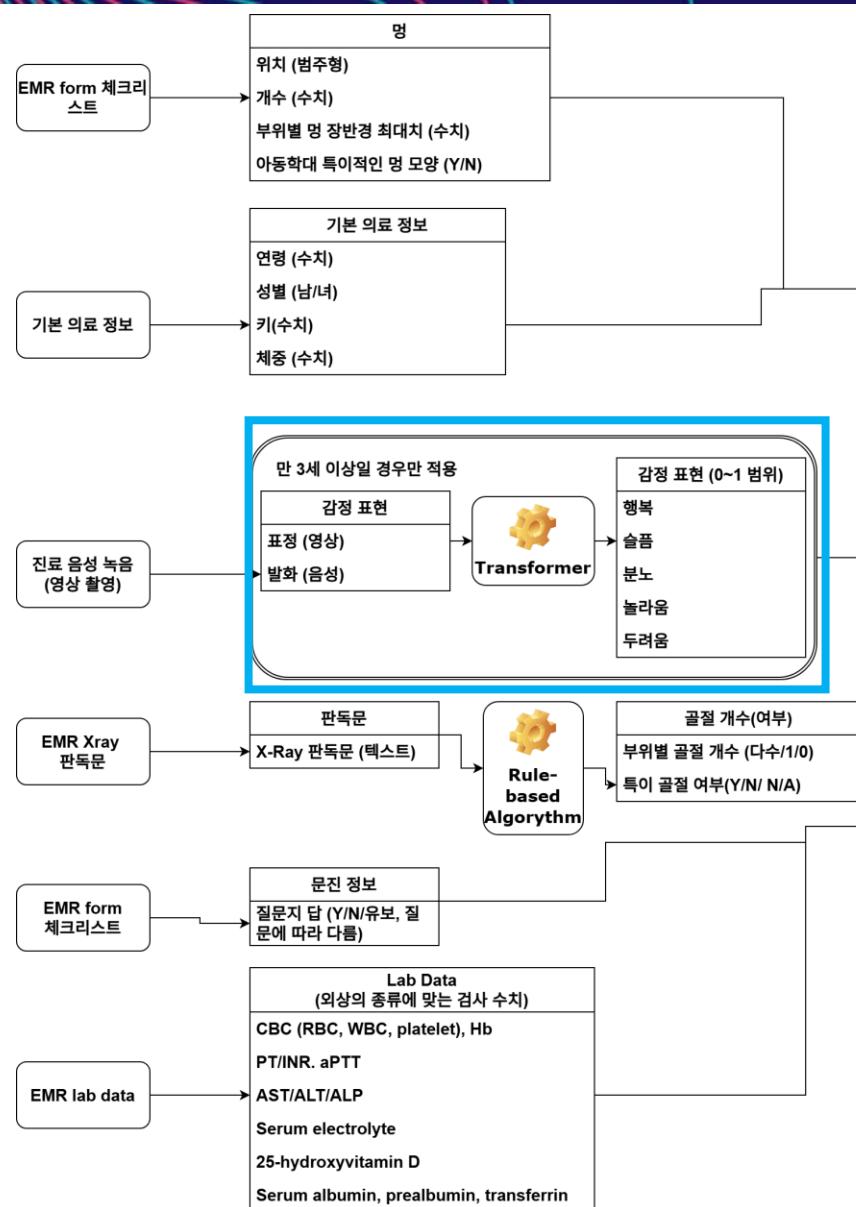 EMR form 체크리
스트
멍
위치 (범주형)
개수 (수치)
부위별 멍 장반경 최대치 (수치)
아동학대 특이적인 멍 모양 (Y/N)
기본 의료 정보
기본 의료 정보
연령 (수치)
성별 (남/녀)
키(수치)
체중 (수치)
진료 음성 녹음
(영상 촬영)
만 3세 이상일 경우만 적용
감정 표현
표정 (영상)
발화 (음성)
Transformer
감정 표현 (0~1 범위)
행복
슬픔
분노
놀라움
두려움
EMR Xray
판독문
판독문
X-Ray 판독문 (텍스트)
Rule-
based
Algorythm
골절 개수(여부)
부위별 골절 개수 (다수/1/0)
특이 골절 여부(Y/N/ N/A)
EMR form
체크리스트
문진 정보
질문지 답 (Y/N/유보, 질
문에 따라 다름)
EMR lab data
Lab Data
(외상의 종류에 맞는 검사 수치)
CBC (RBC, WBC, platelet), Hb
PT/INR. aPTT
AST/ALT/ALP
Serum electrolyte
25-hydroxyvitamin D
Serum albumin, prealbumin, transferrin